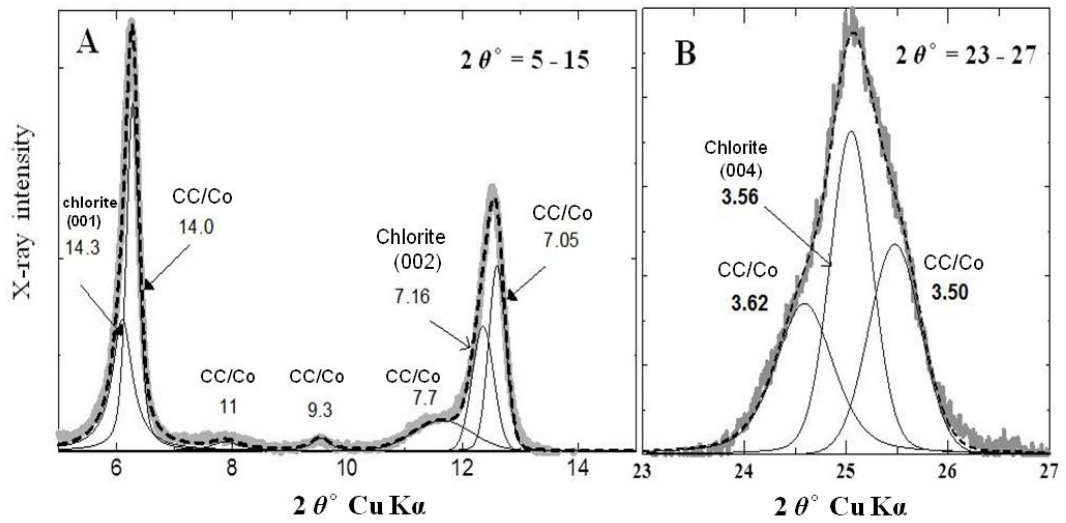 A
2 θ° = 5 - 15
X-ray intensity
chlorite
(001)
14.3
CC/Co
14.0
CC/Co
11
CC/Co
9.3
CC/Co
7.7
Chlorite
(002)
7.16
CC/Co
7.05
6
8
10
12
14
2 θ° Cu Kα
B
2 θ° = 23 - 27
Chlorite
(004)
3.56
CC/Co
3.62
CC/Co
3.50
23
24
25
26
27
2 θ° Cu Kα